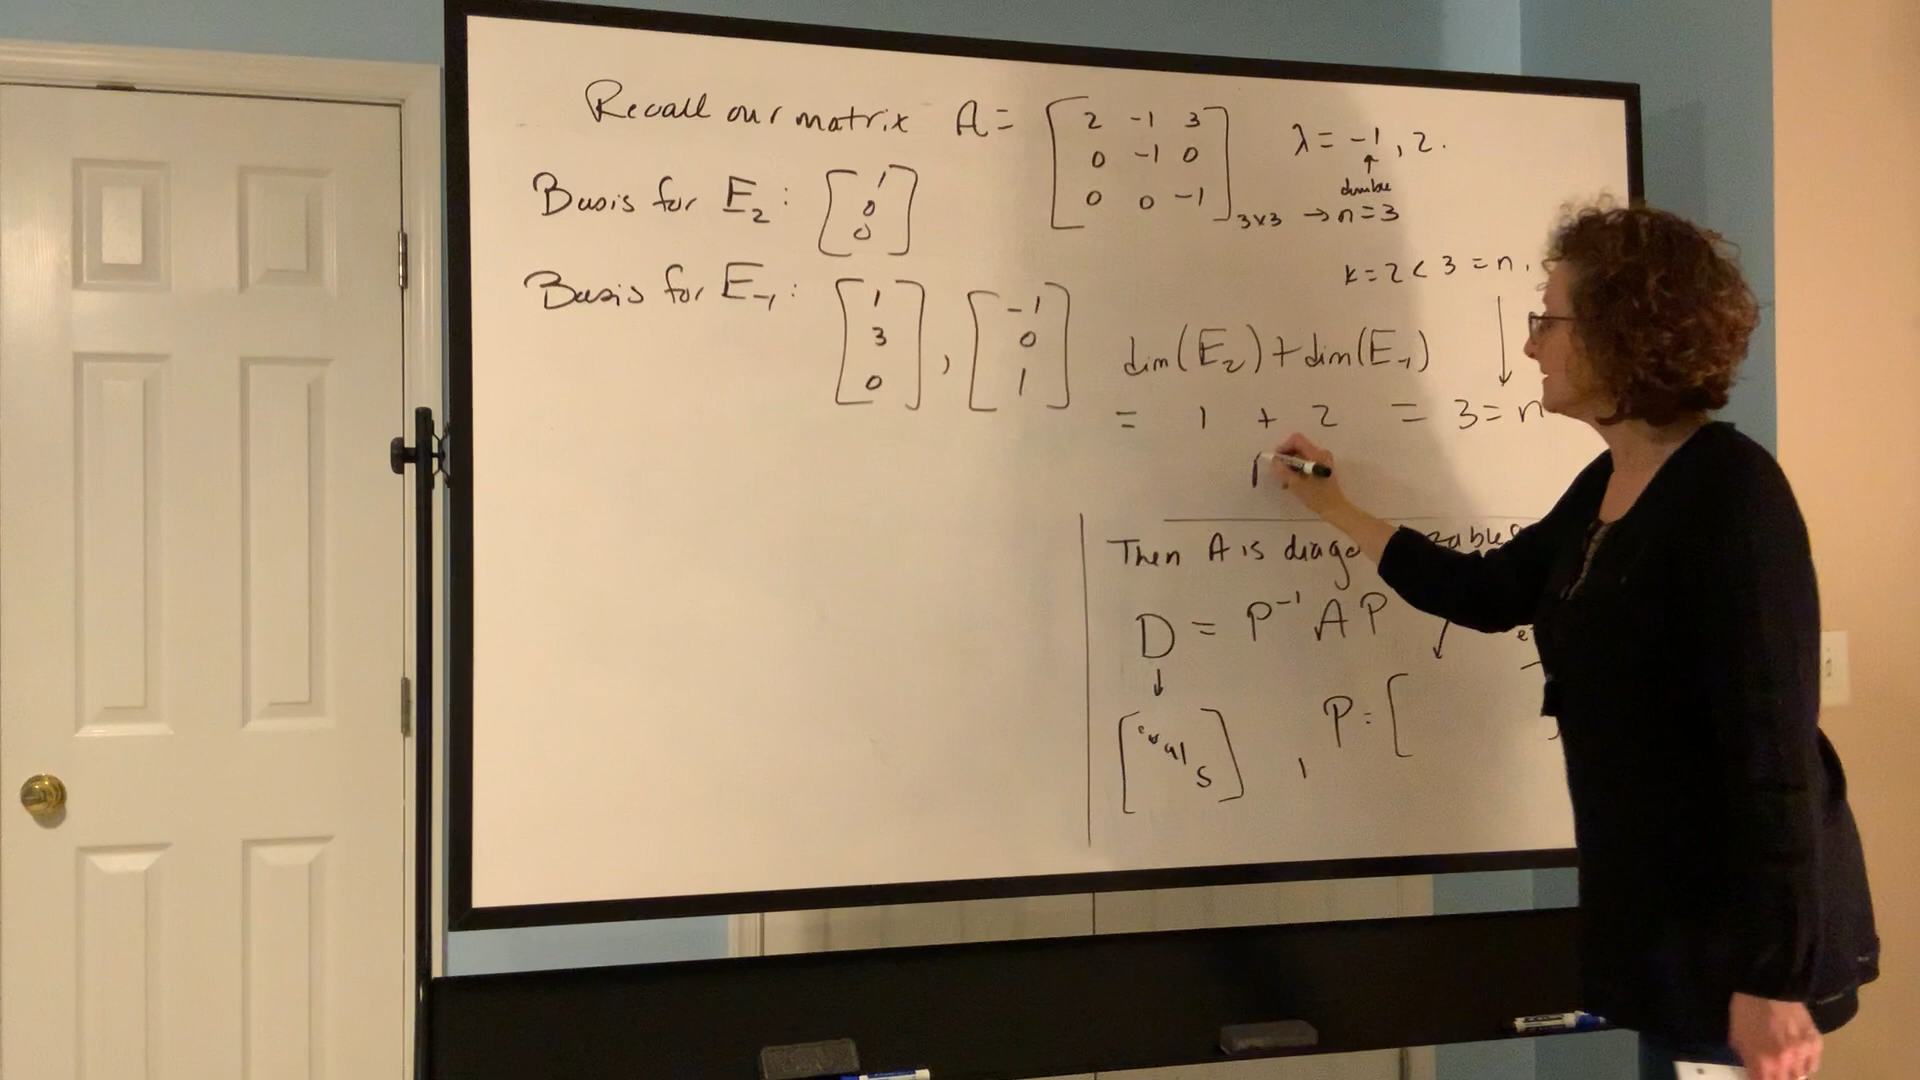 Recall our matrix A = [2 -1 3
0 -1 0
0 0 -1] 3x3 → n = 3
λ = -1, 2.
↑
double
Basis for E₂: [1
0
0]
Basis for E₋₁: [1
3
0], [-1
0
1]
k = 2 < 3 = n.
↓
dim(E₂) + dim(E₋₁)
= 1 + 2 = 3 = n
Then A is
D = P⁻¹ A P
↓ ↓
[evals], P = [